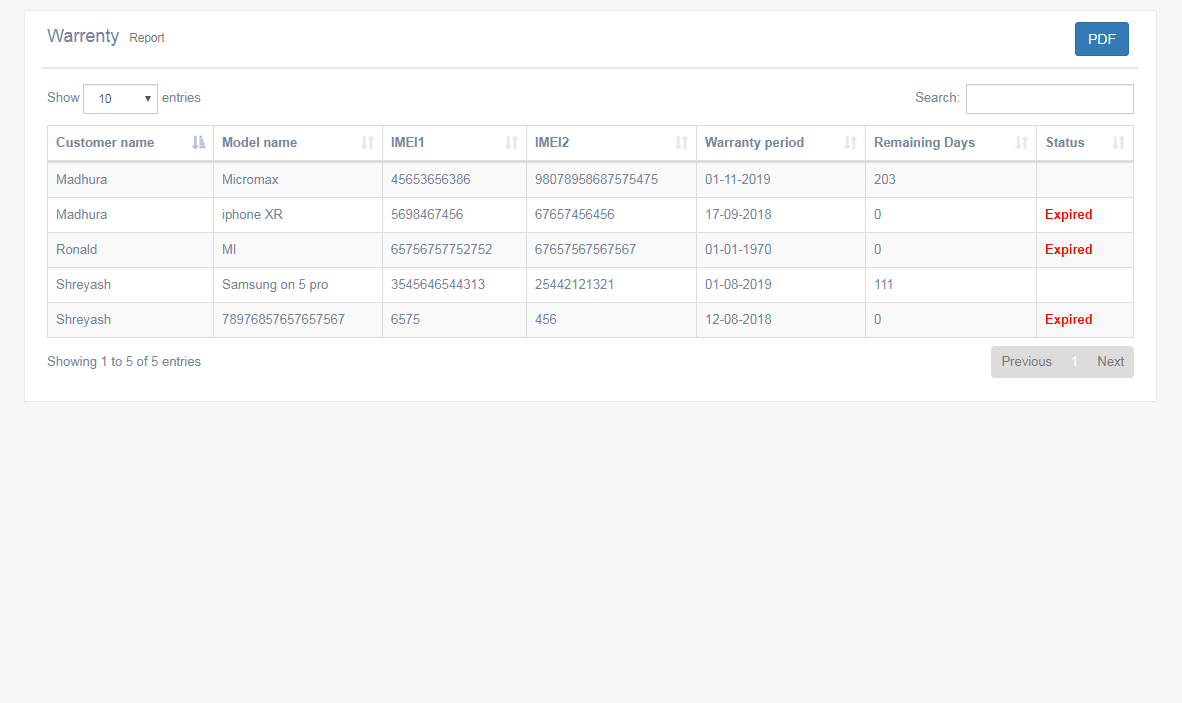 Warrenty Report
PDF
Show 10 entries
Search:
Customer name Model name IMEI1 IMEI2 Warranty period Remaining Days Status
Madhura Micromax 45653656386 98078958687575475 01-11-2019 203
Madhura iphone XR 5698467456 67657456456 17-09-2018 0 Expired
Ronald MI 65756757752752 67657567567567 01-01-1970 0 Expired
Shreyash Samsung on 5 pro 3545646544313 25442121321 01-08-2019 111
Shreyash 78976857657657567 6575 456 12-08-2018 0 Expired
Showing 1 to 5 of 5 entries
Previous 1 Next